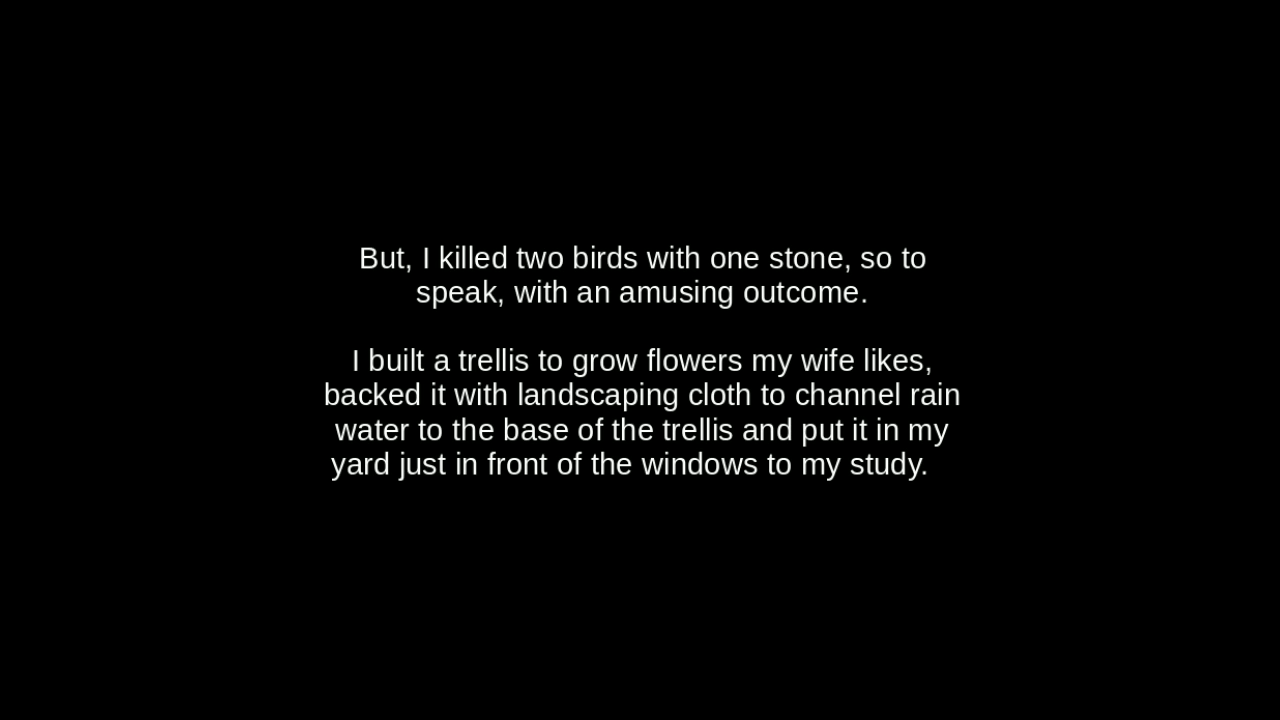 But, I killed two birds with one stone, so to
speak, with an amusing outcome.
I built a trellis to grow flowers my wife likes,
backed it with landscaping cloth to channel rain
water to the base of the trellis and put it in my
yard just in front of the windows to my study.